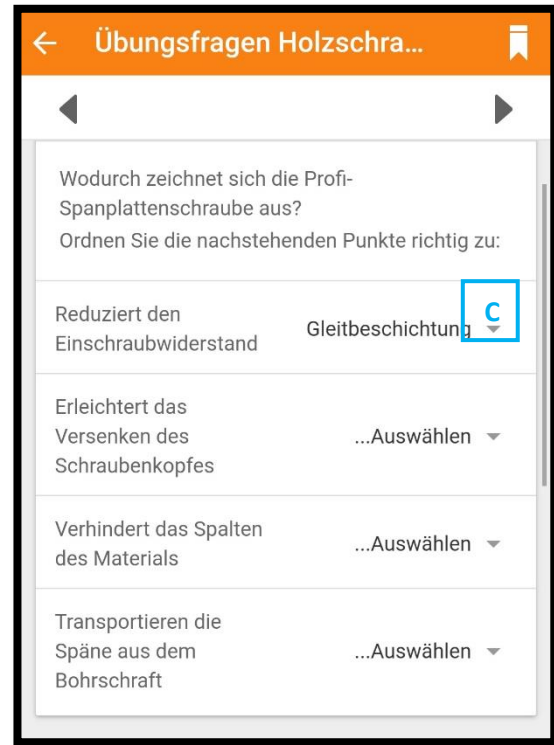 Übungsfragen Holzschra...
Wodurch zeichnet sich die Profi-
Spanplattenschraube aus?
Ordnen Sie die nachstehenden Punkte richtig zu:
Reduziert den
Einschraubwiderstand
Gleitbeschichtung
C
Erleichtert das
Versenken des
Schraubenkopfes
...Auswählen
Verhindert das Spalten
des Materials
...Auswählen
Transportieren die
Späne aus dem
Bohrschraft
...Auswählen